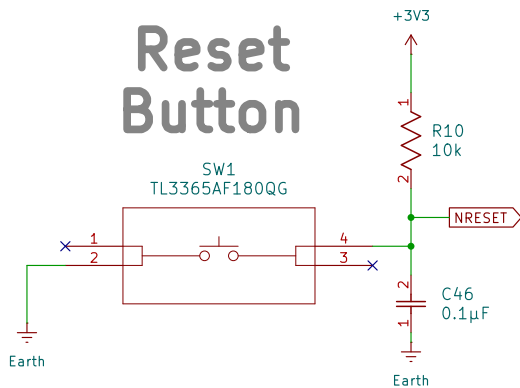 Reset
Button
+3V3
1
R10
10k
2
NRESET
SW1
TL3365AF180QG
1
2
4
3
2
C46
0.1µF
1
Earth
Earth